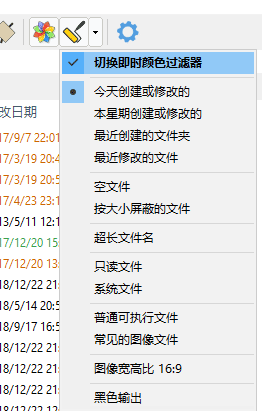 切换即时颜色过滤器
今天创建或修改的
本星期创建或修改的
最近创建的文件夹
最近修改的文件
空文件
按大小屏蔽的文件
超长文件名
只读文件
系统文件
普通可执行文件
常见的图像文件
图像宽高比 16:9
黑色输出
改日期
17/9/7 22:01
17/3/19 20:4
17/3/19 20:5
17/4/23 23:1
13/5/11 12:1
17/12/20 15
17/12/20 13:
18/12/22 21
18/5/14 20:5
18/9/17 16:5
18/12/22 21
18/12/22 21:
18/12/22 21:
18/12/22 21: